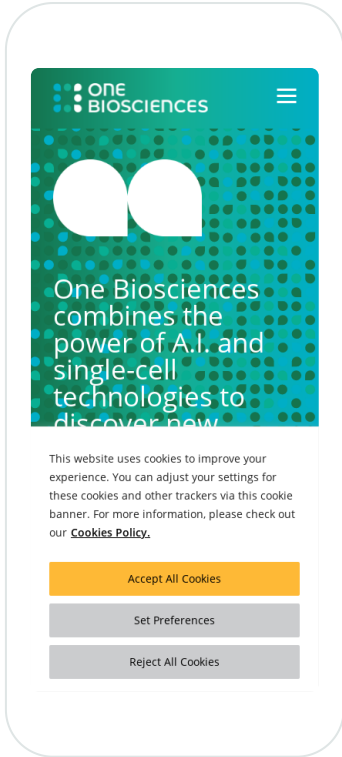 ONE
BIOSCIENCES
One Biosciences
combines the
power of A.I. and
single-cell
technologies to
discover new
This website uses cookies to improve your
experience. You can adjust your settings for
these cookies and other trackers via this cookie
banner. For more information, please check out
our Cookies Policy.
Accept All Cookies
Set Preferences
Reject All Cookies